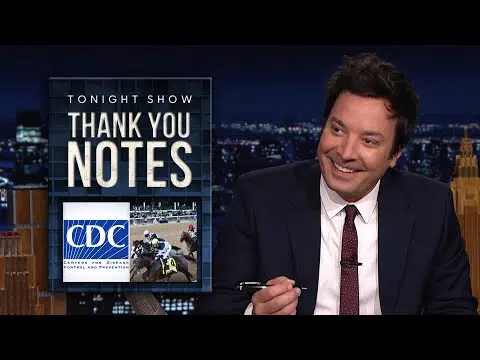 TONIGHT SHOW
THANK YOU
NOTES
CDC
CENTERS FOR DISEASE
CONTROL AND PREVENTION